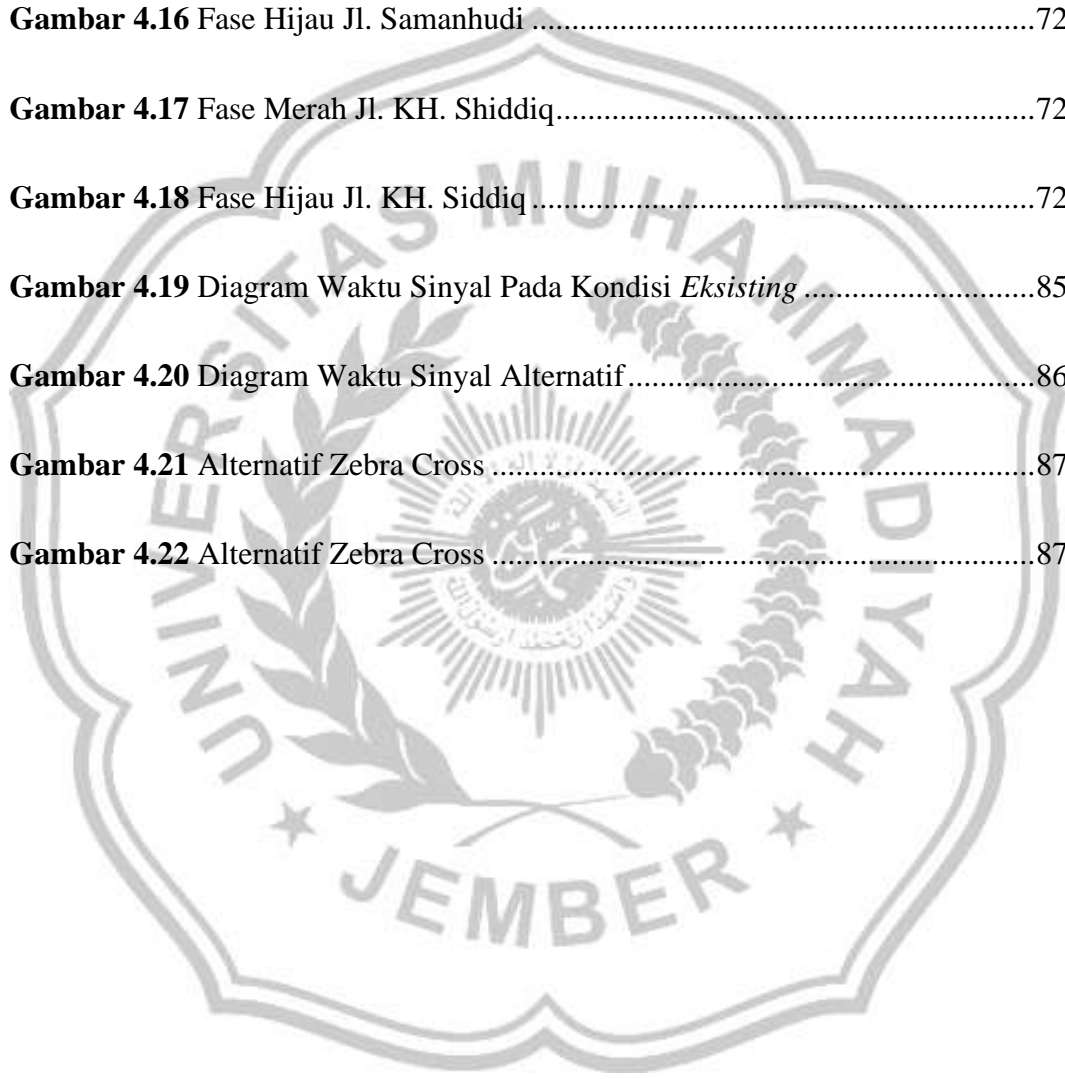 Gambar 4.16 Fase Hijau Jl. Samanhudi ..................................................................72
Gambar 4.17 Fase Merah Jl. KH. Shiddiq...............................................................72
Gambar 4.18 Fase Hijau Jl. KH. Siddiq ..................................................................72
Gambar 4.19 Diagram Waktu Sinyal Pada Kondisi Eksisting ..............................85
Gambar 4.20 Diagram Waktu Sinyal Alternatif.....................................................86
Gambar 4.21 Alternatif Zebra Cross .......................................................................87
Gambar 4.22 Alternatif Zebra Cross .......................................................................87
UNIVERSITAS MUHAMMADIYAH
JEMBER